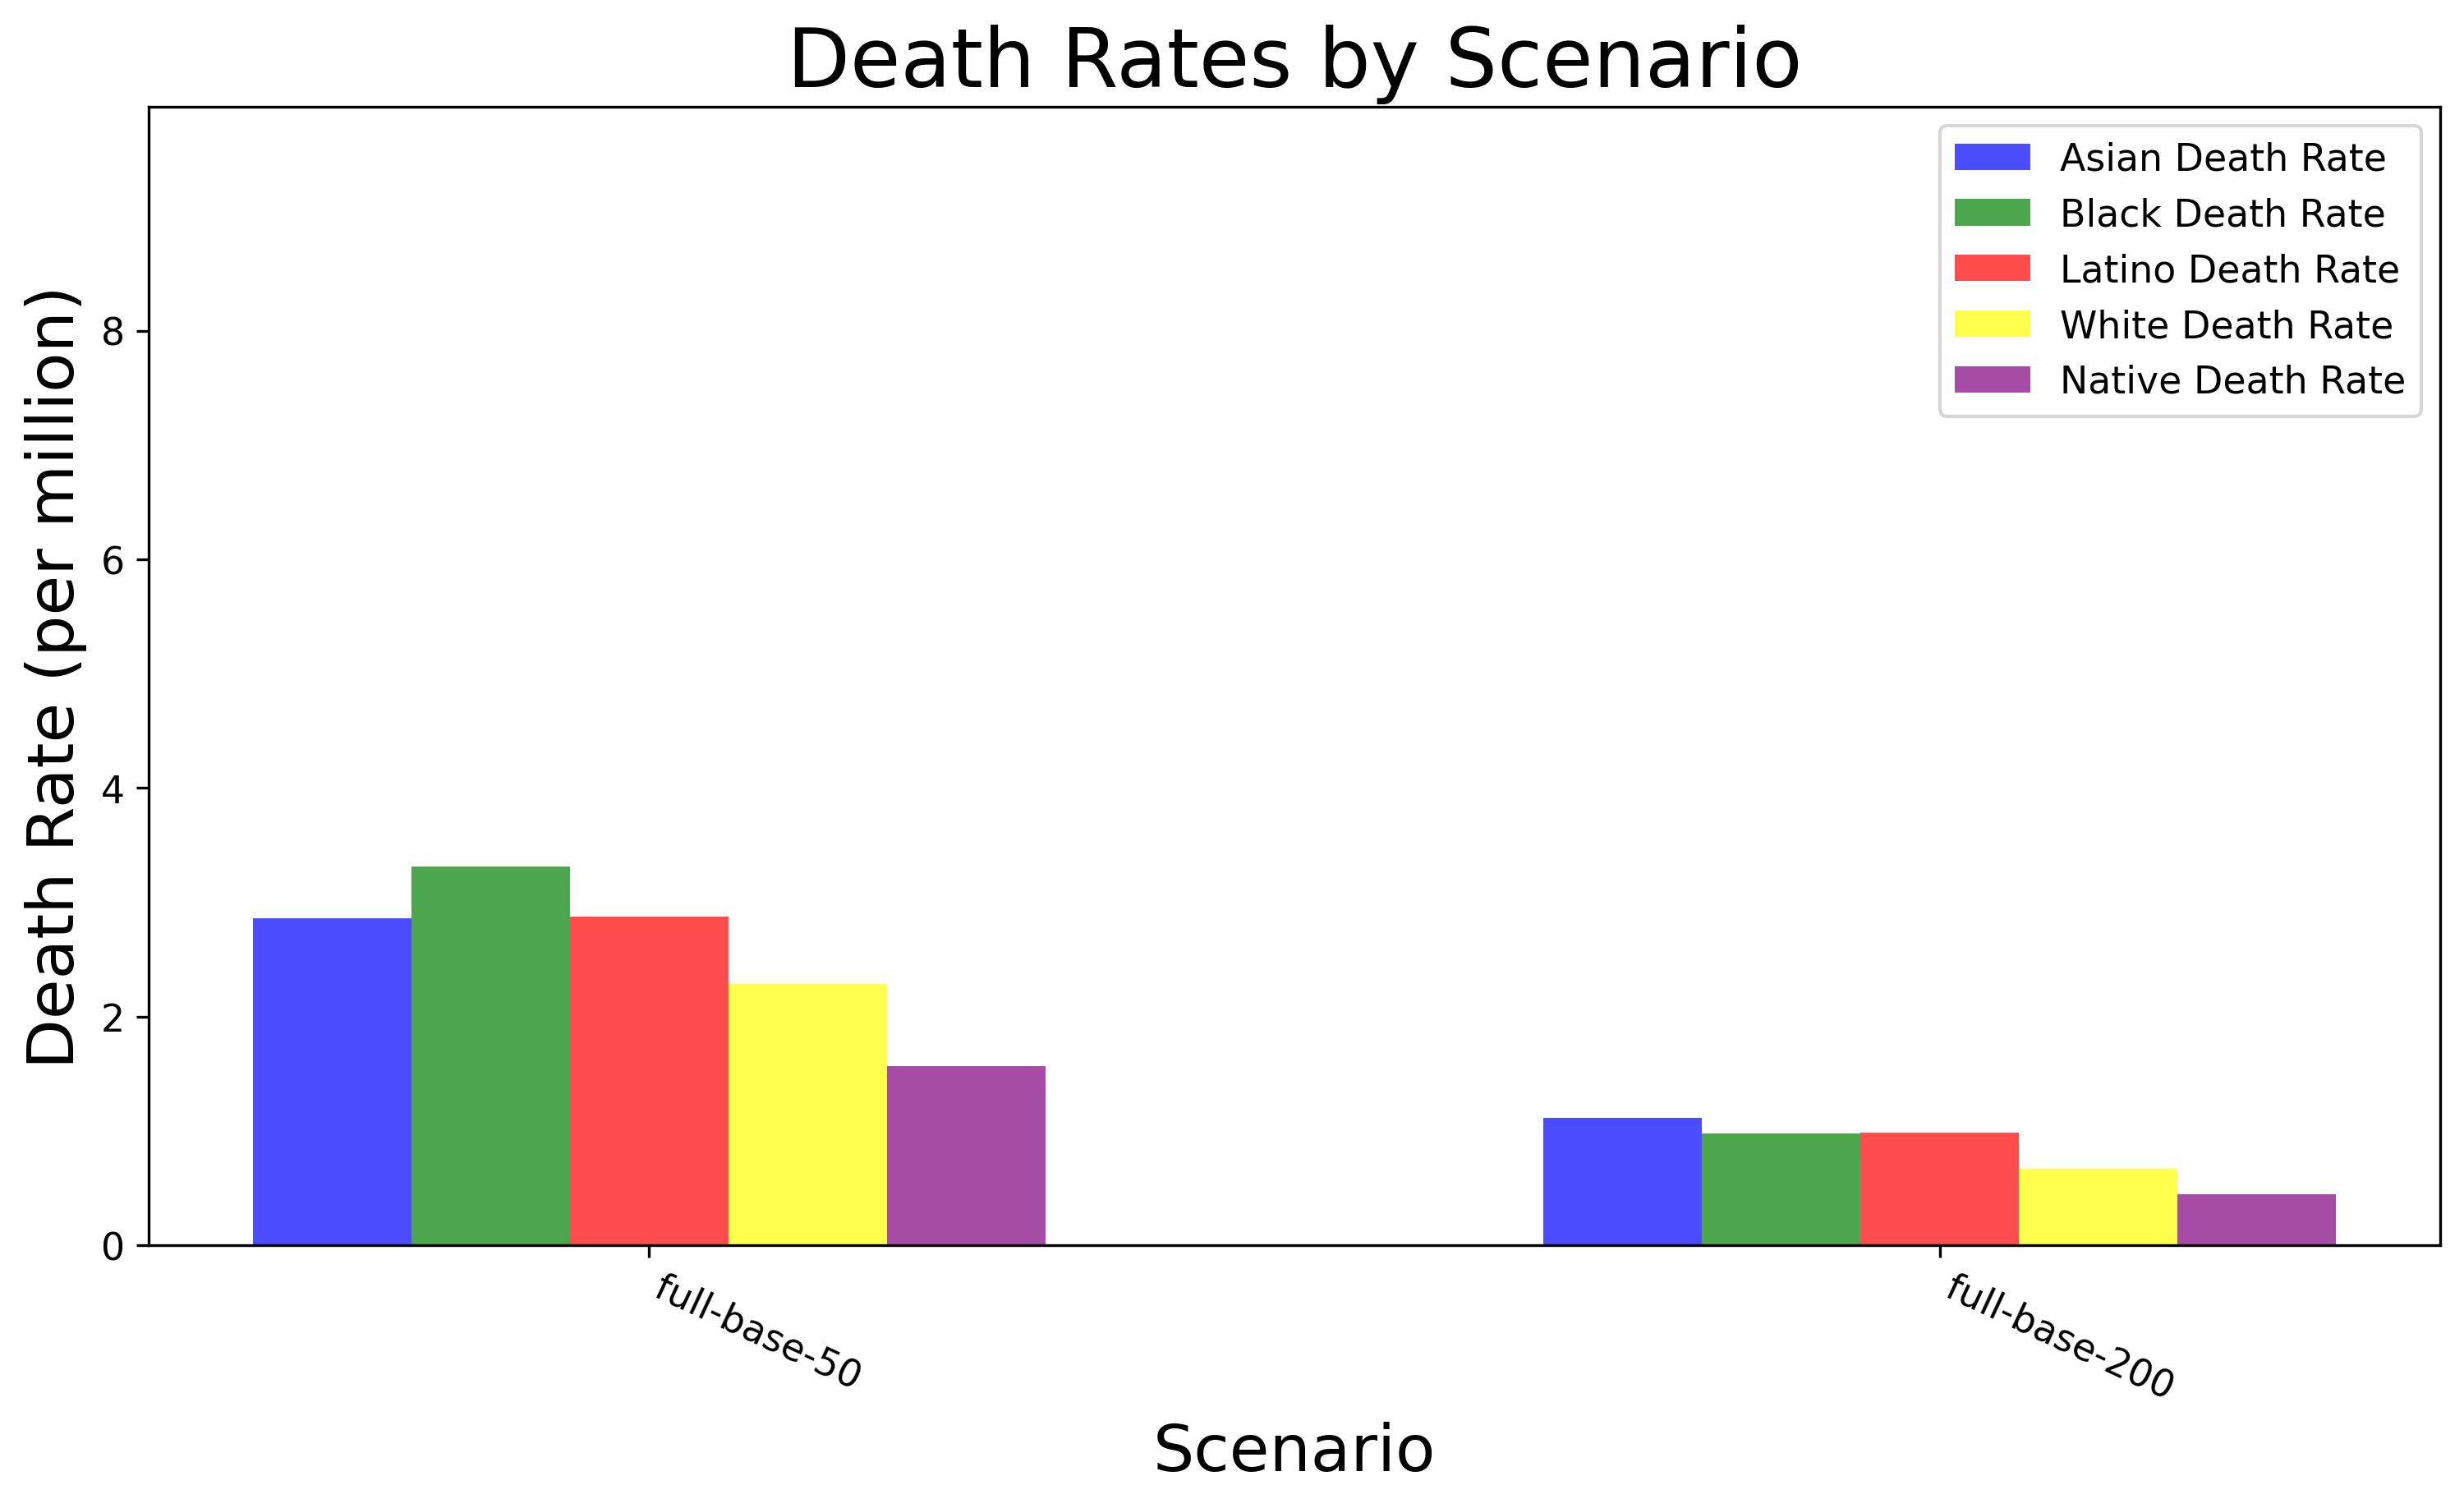 Death Rates by Scenario
Death Rate (per million)
8
6
4
2
0
Asian Death Rate
Black Death Rate
Latino Death Rate
White Death Rate
Native Death Rate
full-base-50
full-base-200
Scenario